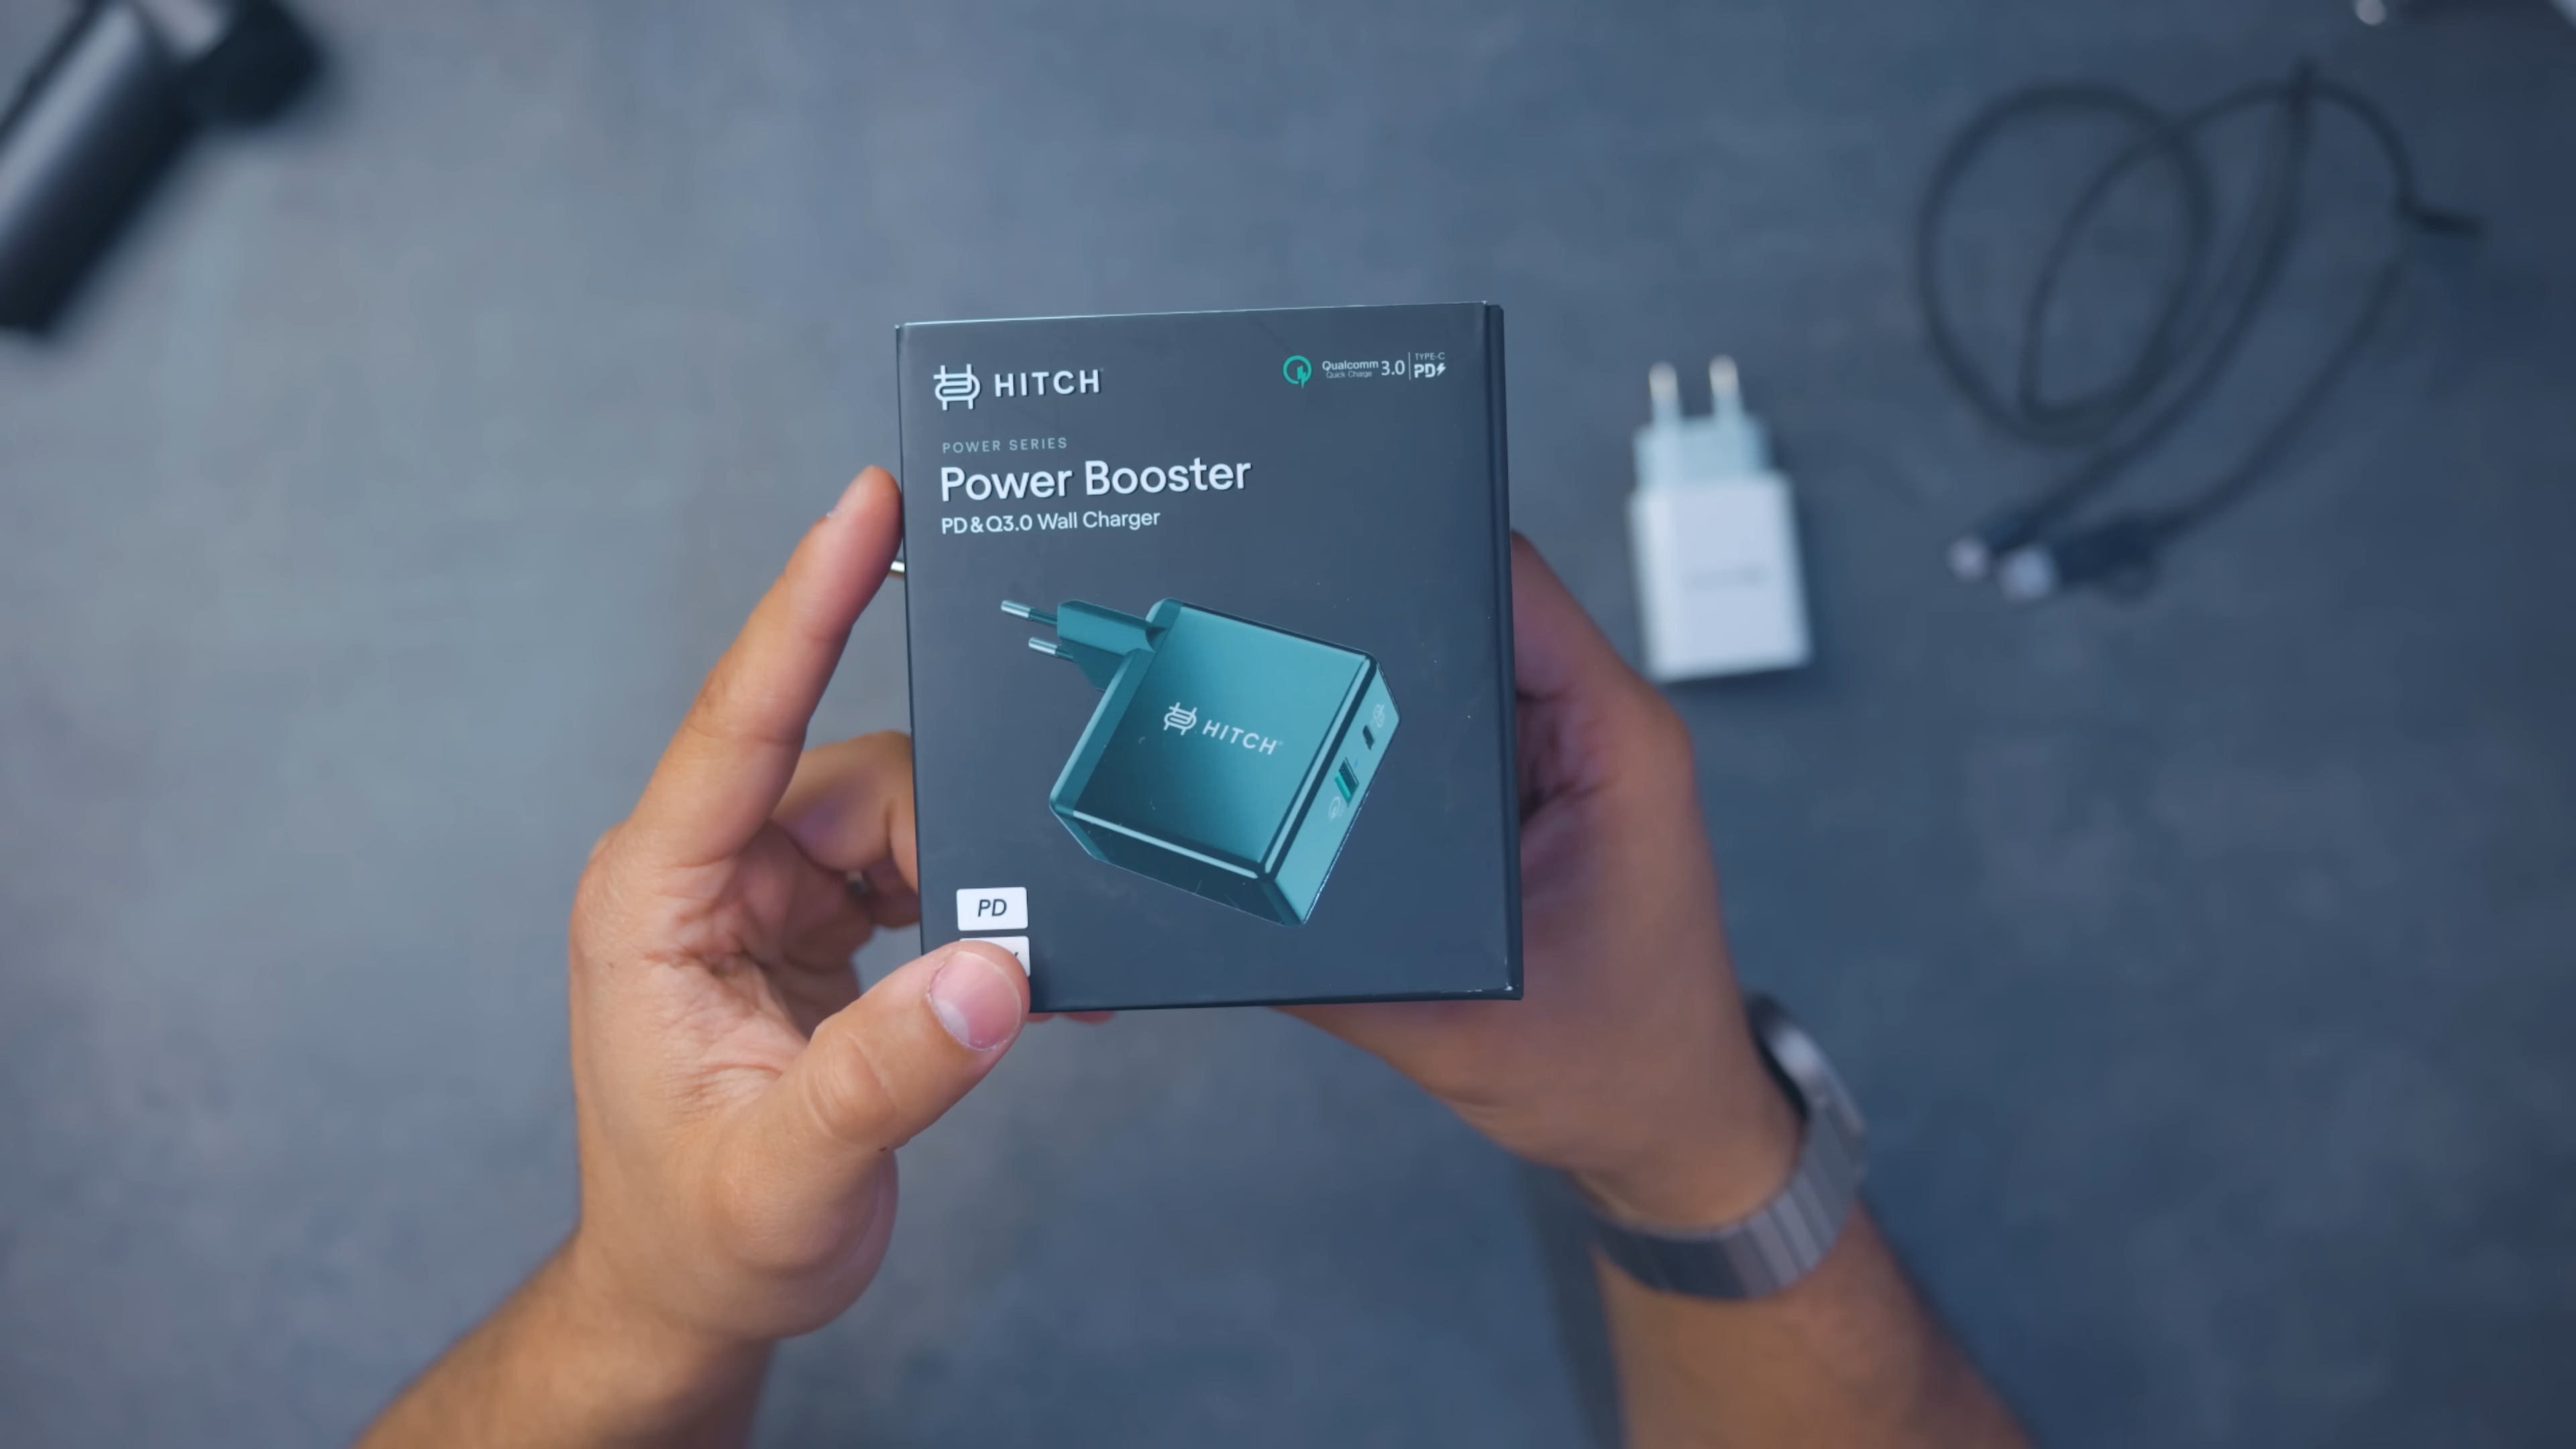 HITCH
Qualcomm 3.0
Quick Charge
TYPE-C
PD
POWER SERIES
Power Booster
PD & Q3.0 Wall Charger
HITCH
PD